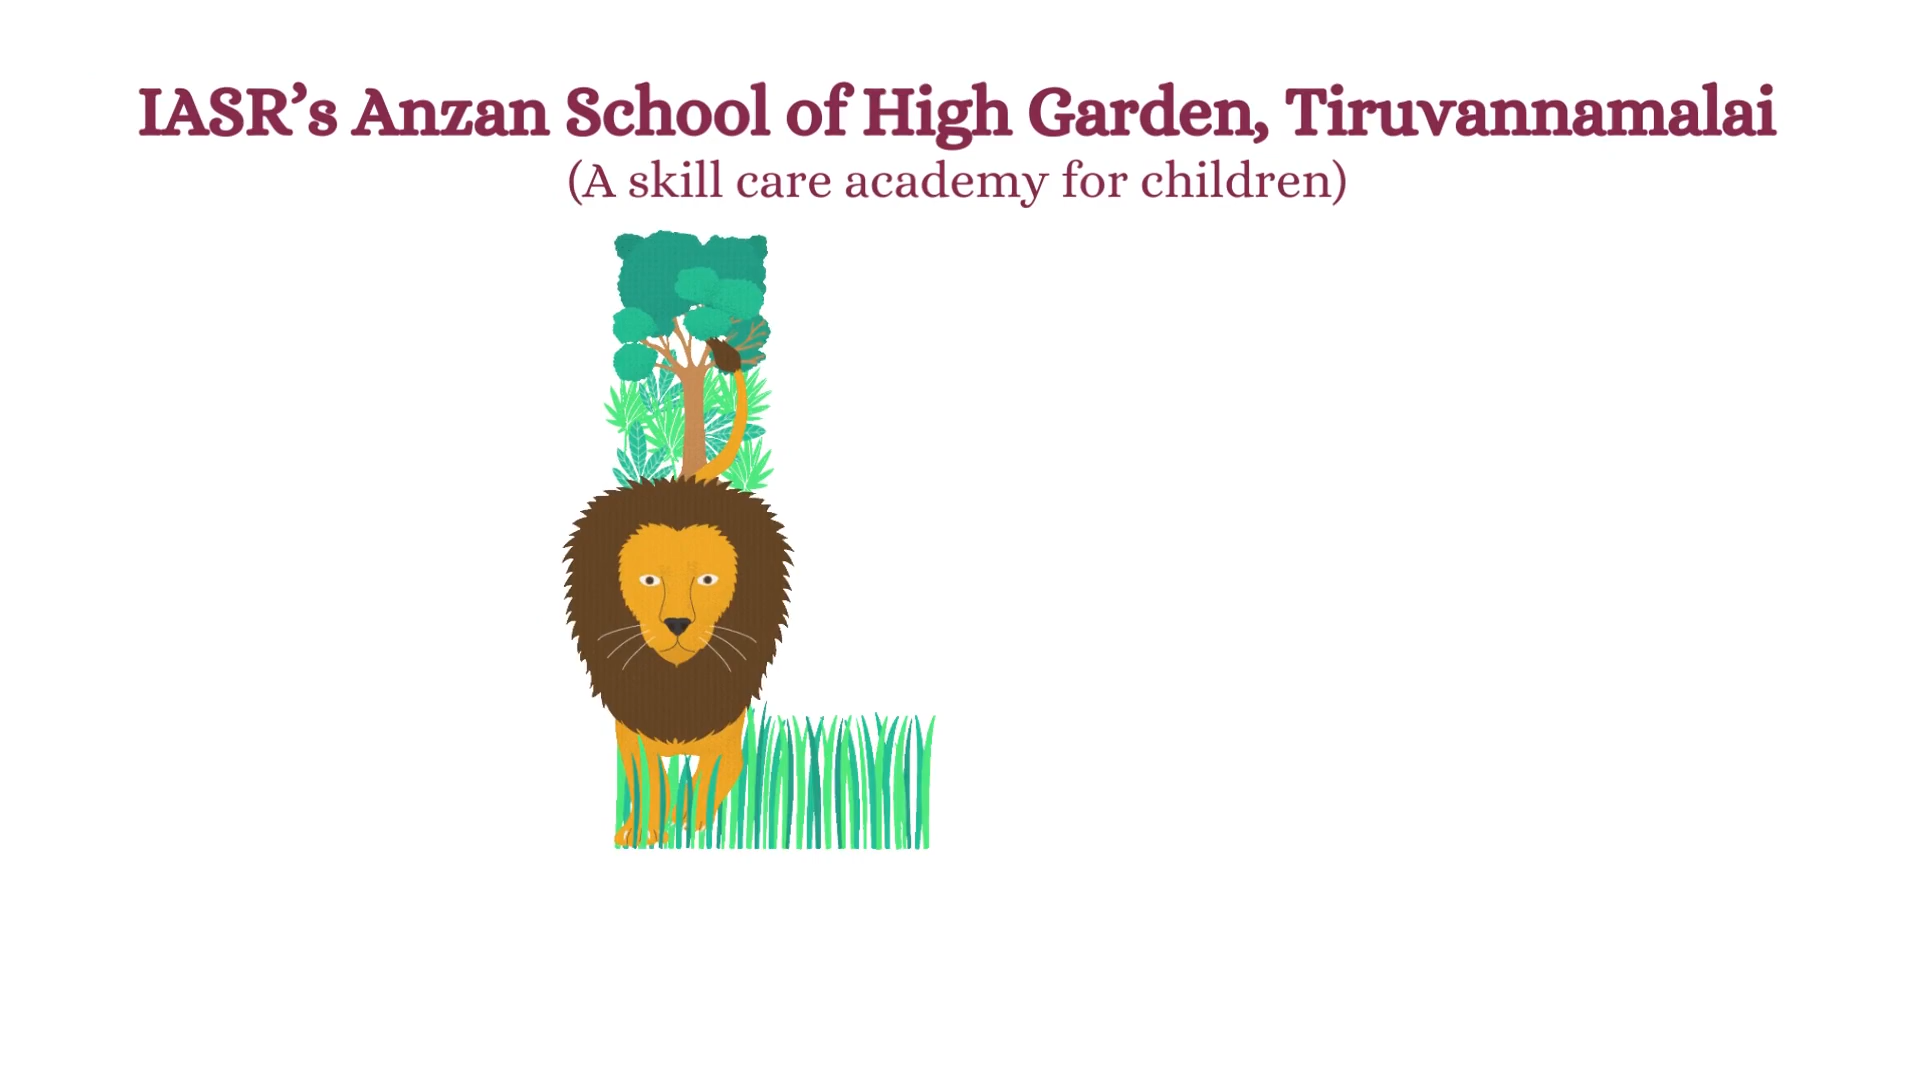 IASR’s Anzan School of High Garden, Tiruvannamalai
(A skill care academy for children)
L